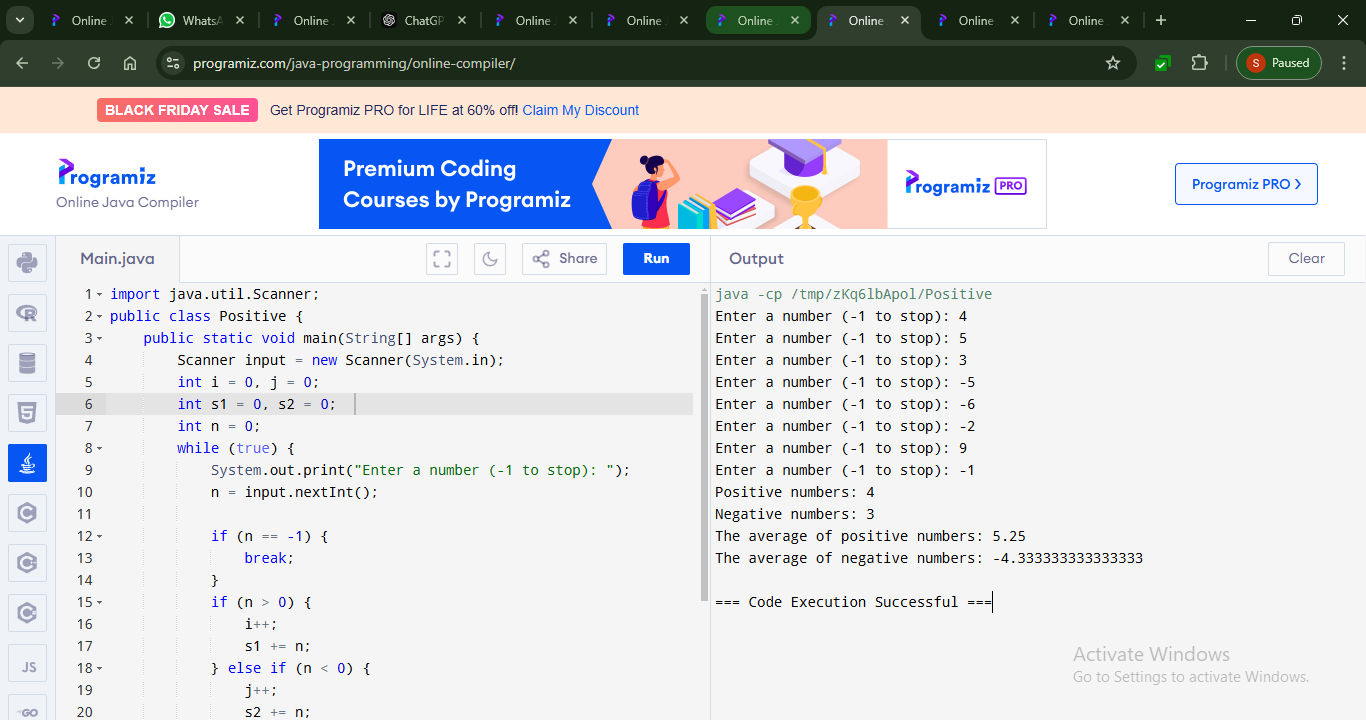 Online
WhatsA
Online
ChatGP
Online
Online
Online
Online
Online
Online
programiz.com/java-programming/online-compiler/
S Paused
BLACK FRIDAY SALE Get Programiz PRO for LIFE at 60% off! Claim My Discount
Programiz
Online Java Compiler
Premium Coding
Courses by Programiz
Programiz PRO
Programiz PRO >
Main.java
Share
Run
1 import java.util.Scanner;
2 public class Positive {
3 public static void main(String[] args) {
4 Scanner input = new Scanner(System.in);
5 int i = 0, j = 0;
6 int s1 = 0, s2 = 0;
7 int n = 0;
8 while (true) {
9 System.out.print("Enter a number (-1 to stop): ");
10 n = input.nextInt();
11
12 if (n == -1) {
13 break;
14 }
15 if (n > 0) {
16 i++;
17 s1 += n;
18 } else if (n < 0) {
19 j++;
20 s2 += n;
R
5
C
C
C
JS
GO
Output
Clear
java -cp /tmp/zKq6lbApol/Positive
Enter a number (-1 to stop): 4
Enter a number (-1 to stop): 5
Enter a number (-1 to stop): 3
Enter a number (-1 to stop): -5
Enter a number (-1 to stop): -6
Enter a number (-1 to stop): -2
Enter a number (-1 to stop): 9
Enter a number (-1 to stop): -1
Positive numbers: 4
Negative numbers: 3
The average of positive numbers: 5.25
The average of negative numbers: -4.333333333333333
=== Code Execution Successful ===
Activate Windows
Go to Settings to activate Windows.